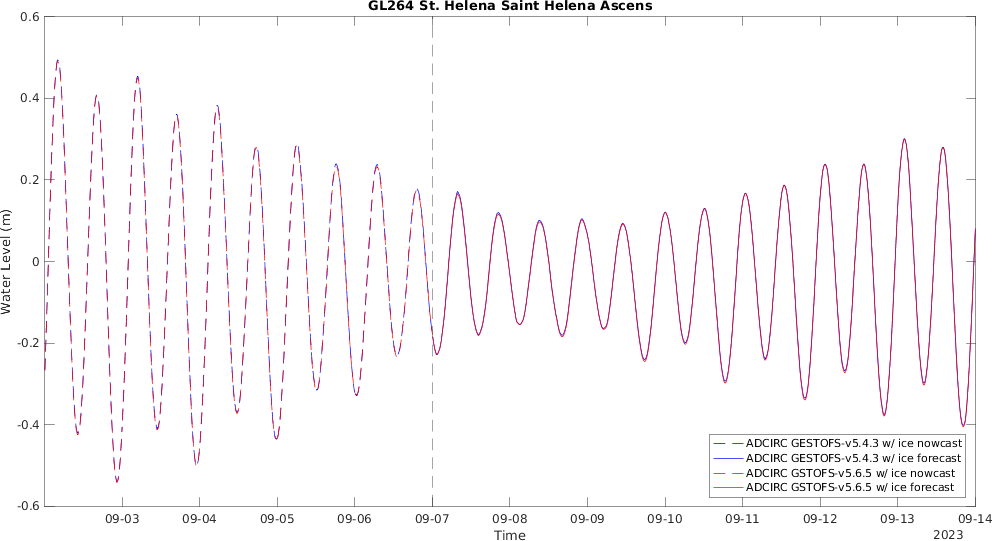 GL264 St. Helena Saint Helena Ascens
0.6
0.4
0.2
0
-0.2
-0.4
-0.6
Water Level (m)
ADCIRC GESTOFS-v5.4.3 w/ ice nowcast
ADCIRC GESTOFS-v5.4.3 w/ ice forecast
ADCIRC GSTOFS-v5.6.5 w/ ice nowcast
ADCIRC GSTOFS-v5.6.5 w/ ice forecast
09-03 09-04 09-05 09-06 09-07 09-08 09-09 09-10 09-11 09-12 09-13 09-14
Time
2023